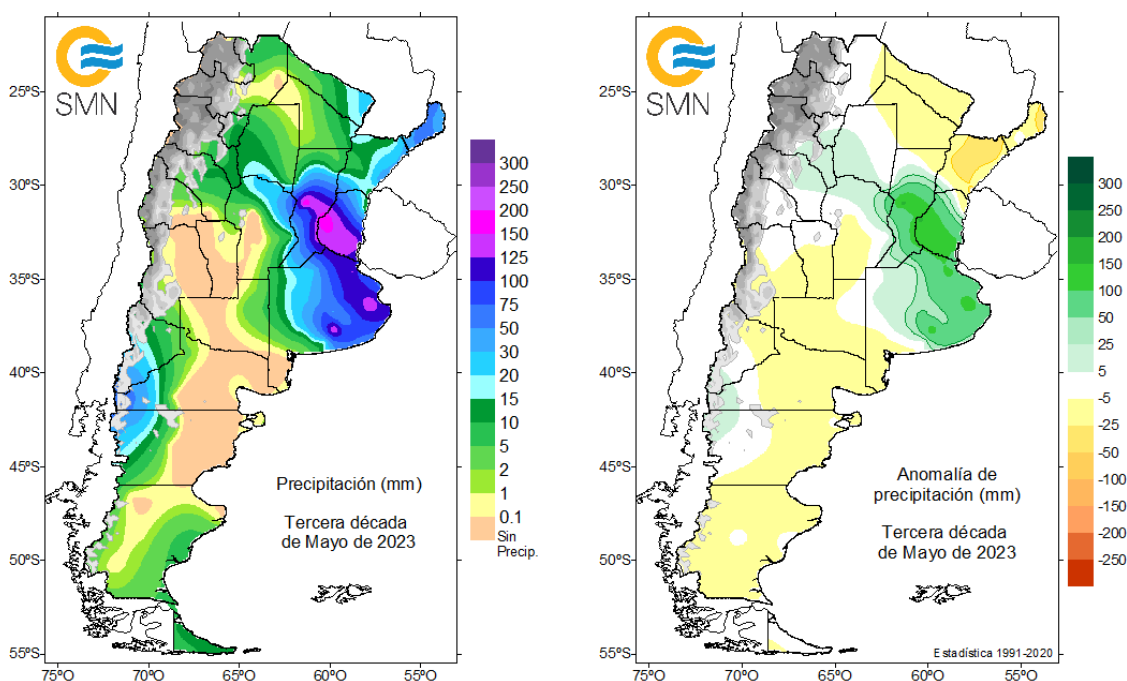 SMN
25ºS
30ºS
35ºS
40ºS
45ºS
50ºS
55ºS
75ºO
70ºO
65ºO
60ºO
55ºO
300
250
200
150
125
100
75
50
30
20
15
10
5
2
1
0.1
Sin
Precip.
Precipitación (mm)
Tercera década
de Mayo de 2023
SMN
25ºS
30ºS
35ºS
40ºS
45ºS
50ºS
55ºS
75ºO
70ºO
65ºO
60ºO
55ºO
300
250
200
150
100
50
25
5
-5
-25
-50
-100
-150
-200
-250
Anomalía de
precipitación (mm)
Tercera década
de Mayo de 2023
Estadística 1991-2020